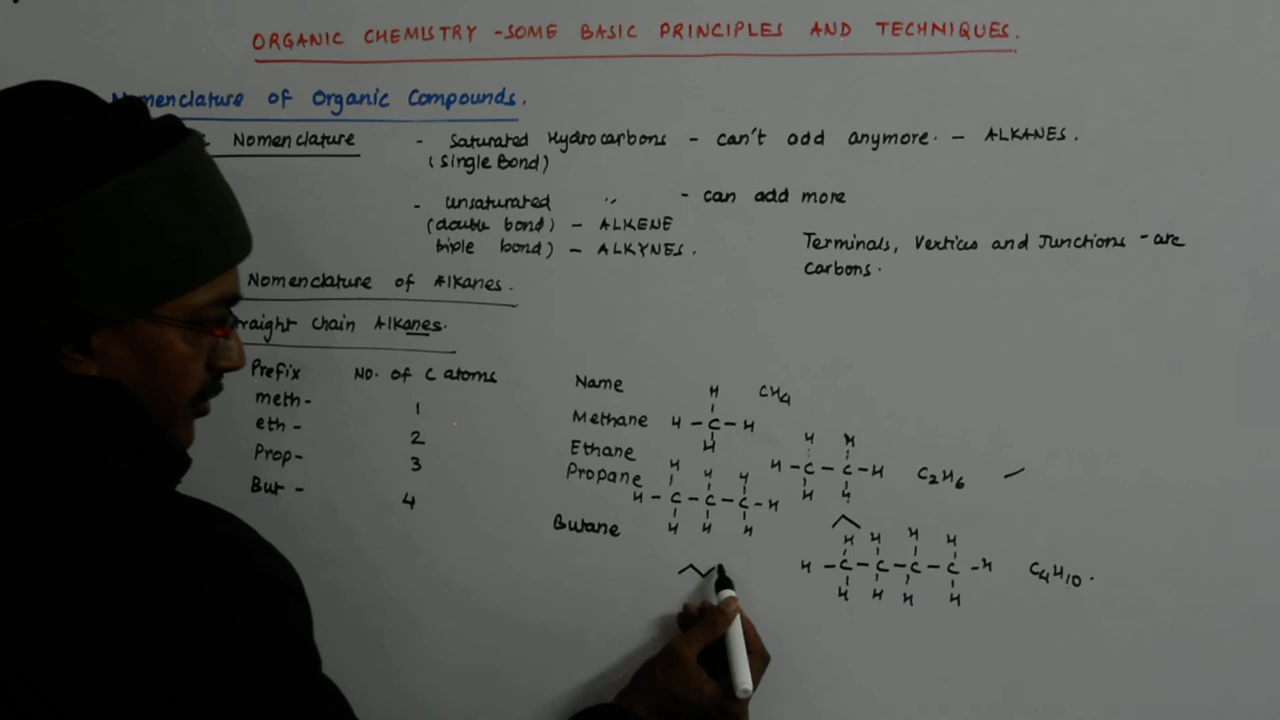 ORGANIC CHEMISTRY - SOME BASIC PRINCIPLES AND TECHNIQUES.
Nomenclature of Organic Compounds.
Nomenclature - Saturated Hydrocarbons - can't add anymore. - ALKANES.
(Single Bond)
- Unsaturated " - can add more
(double bond) - ALKENE
triple bond) - ALKYNES.
Terminals, Vertices and Junctions - are
Carbons.
Nomenclature of Alkanes.
raight Chain Alkanes.
Prefix NO. of C atoms
meth - 1
eth - 2
Prop - 3
But - 4
Name
Methane CH4
H
H - C - H
H
Ethane
H H
H - C - C - H C2H6
H H
Propane
H H H
H - C - C - C - H
H H H
Butane
H H H H
H - C - C - C - C - H C4H10.
H H H H